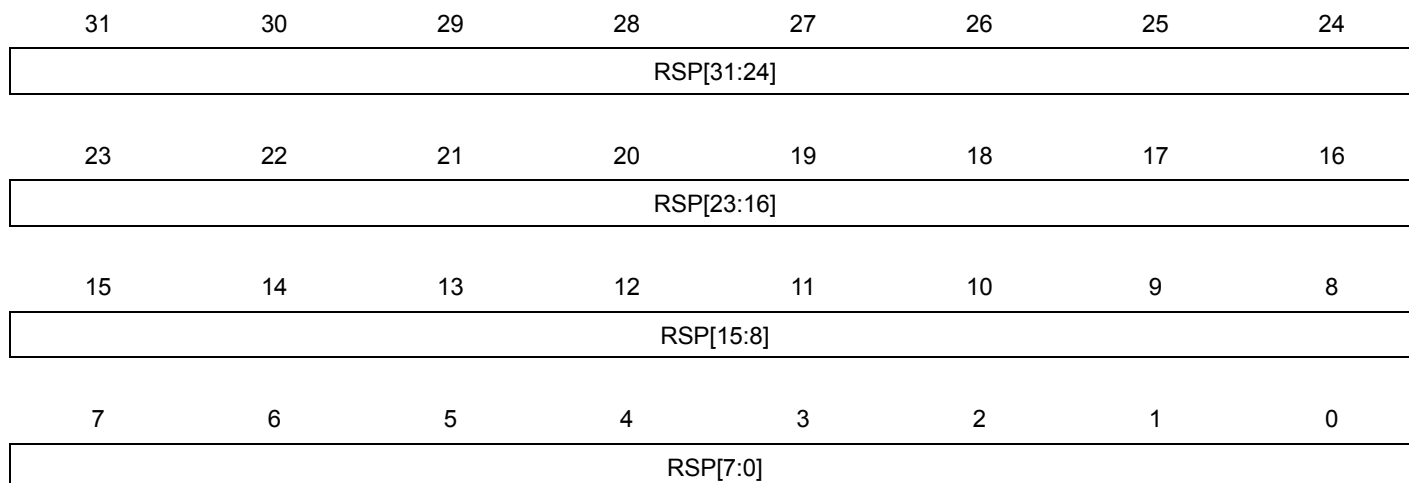 31 30 29 28 27 26 25 24
RSP[31:24]
23 22 21 20 19 18 17 16
RSP[23:16]
15 14 13 12 11 10 9 8
RSP[15:8]
7 6 5 4 3 2 1 0
RSP[7:0]